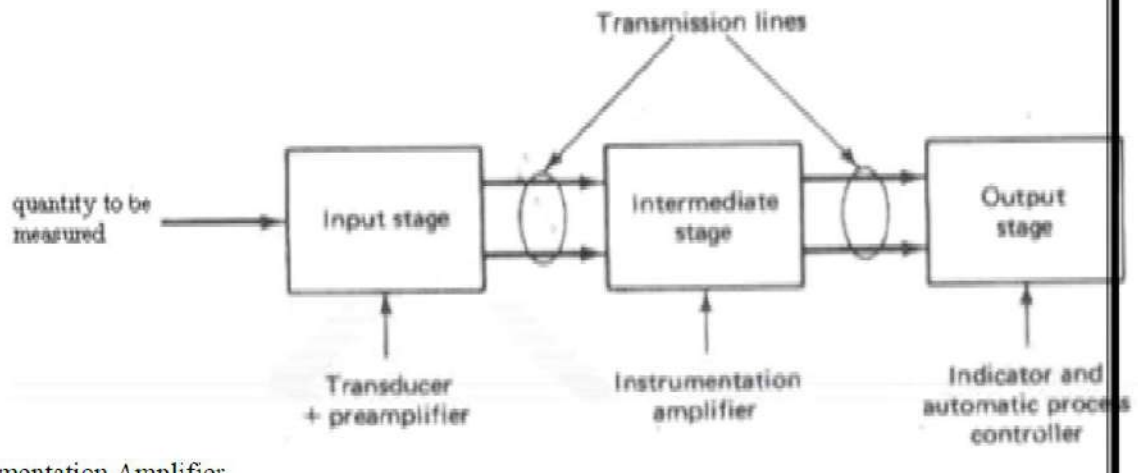 Transmission lines
quantity to be
measured
Input stage
Intermediate
stage
Output
stage
Transducer
+ preamplifier
Instrumentation
amplifier
Indicator and
automatic process
controller
mentation Amplifier